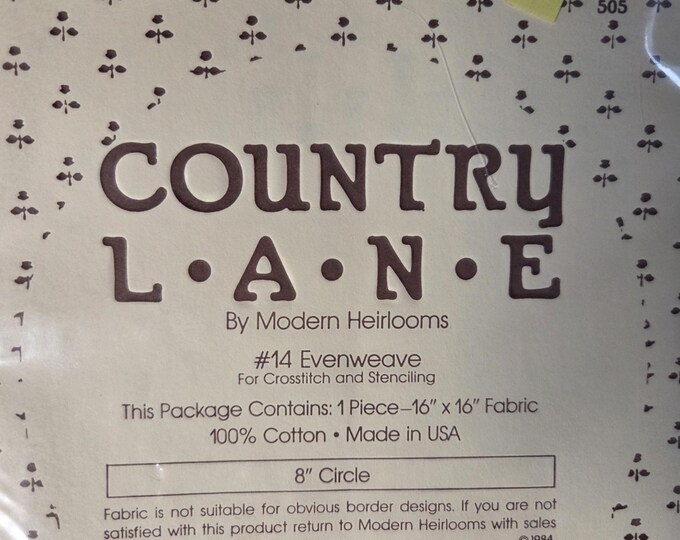 505
COUNTRY
L•A•N•E
By Modern Heirlooms
#14 Evenweave
For Crosstitch and Stenciling
This Package Contains: 1 Piece–16" x 16" Fabric
100% Cotton • Made in USA
8" Circle
Fabric is not suitable for obvious border designs. If you are not
satisfied with this product return to Modern Heirlooms with sales
©1984